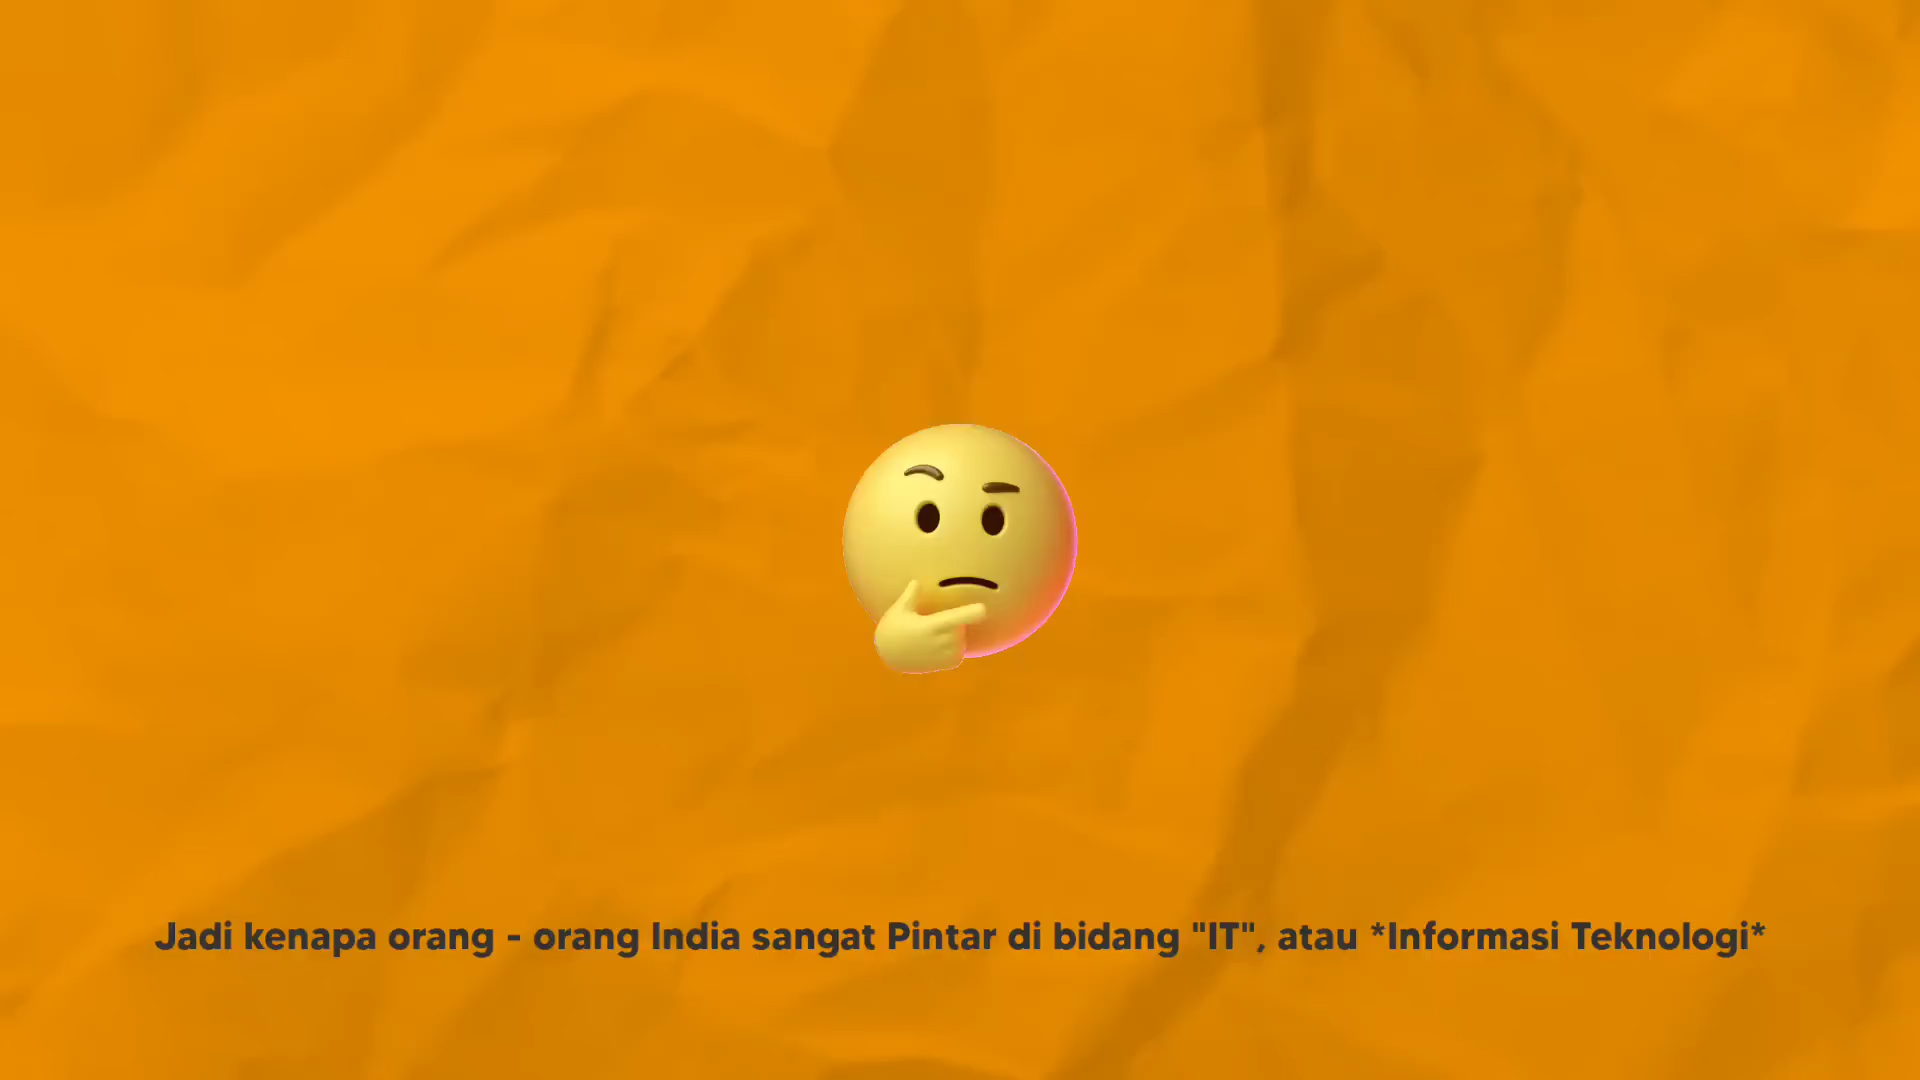 Jadi kenapa orang - orang India sangat Pintar di bidang "IT", atau *Informasi Teknologi*